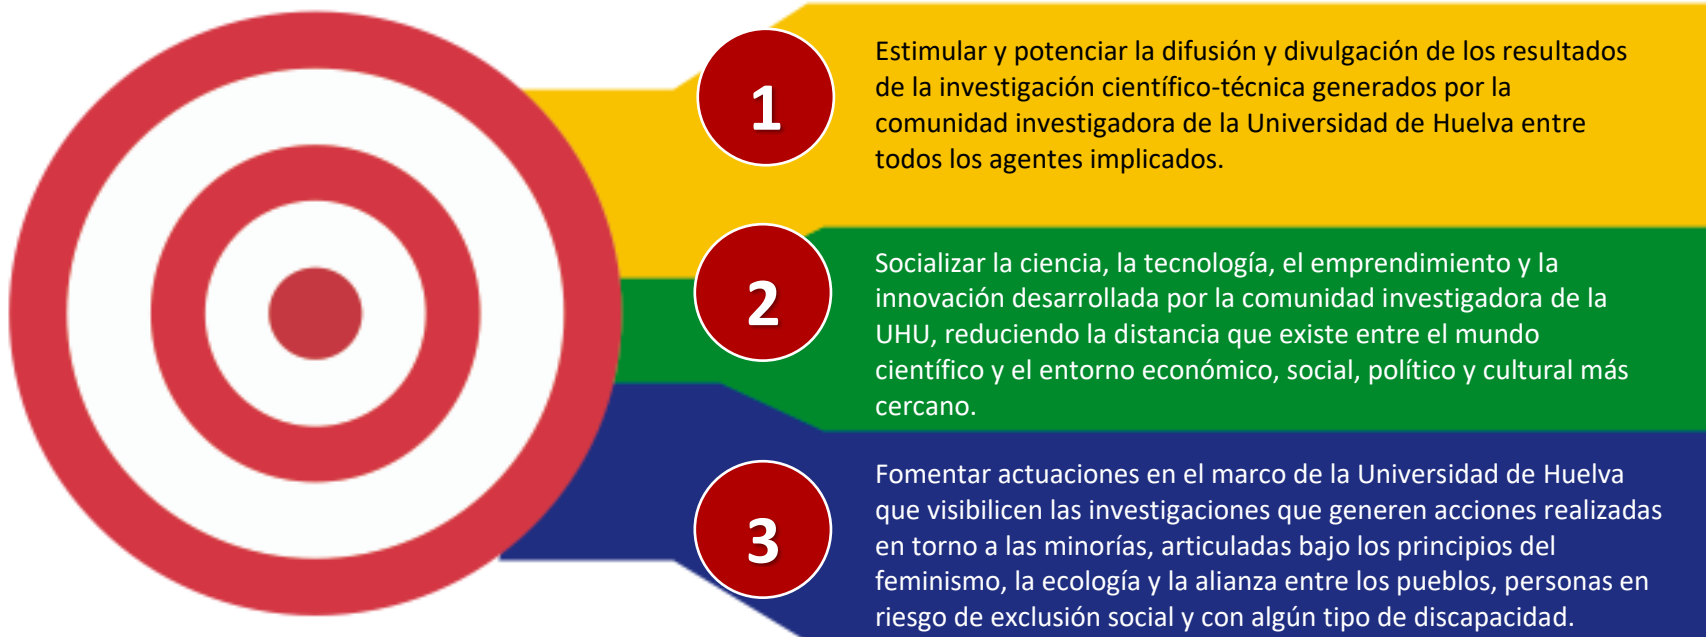 1
Estimular y potenciar la difusión y divulgación de los resultados
de la investigación científico-técnica generados por la
comunidad investigadora de la Universidad de Huelva entre
todos los agentes implicados.
2
Socializar la ciencia, la tecnología, el emprendimiento y la
innovación desarrollada por la comunidad investigadora de la
UHU, reduciendo la distancia que existe entre el mundo
científico y el entorno económico, social, político y cultural más
cercano.
3
Fomentar actuaciones en el marco de la Universidad de Huelva
que visibilicen las investigaciones que generen acciones realizadas
en torno a las minorías, articuladas bajo los principios del
feminismo, la ecología y la alianza entre los pueblos, personas en
riesgo de exclusión social y con algún tipo de discapacidad.